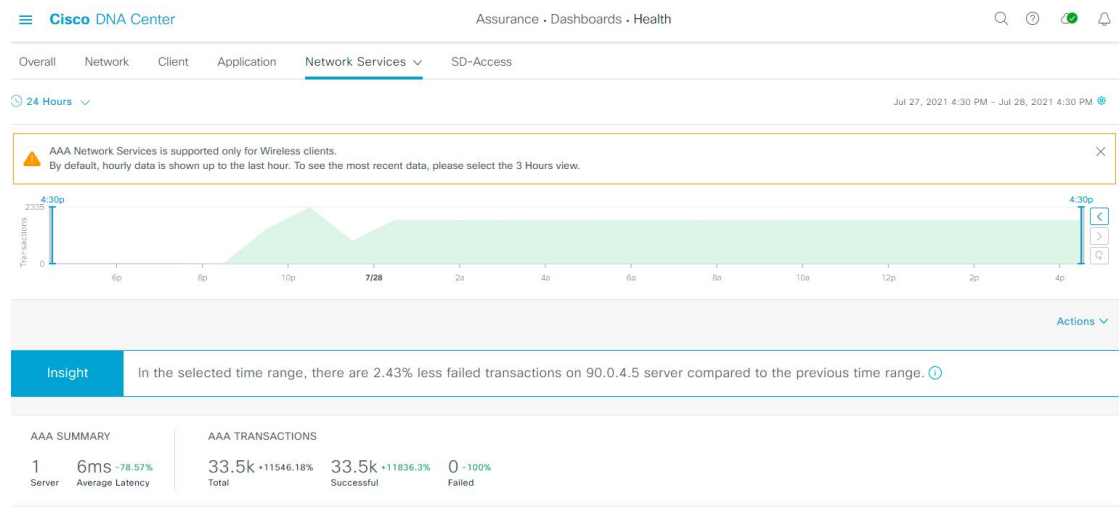 Cisco DNA Center
Assurance • Dashboards • Health
Overall Network Client Application Network Services SD-Access
24 Hours
Jul 27, 2021 4:30 PM - Jul 28, 2021 4:30 PM
AAA Network Services is supported only for Wireless clients.
By default, hourly data is shown up to the last hour. To see the most recent data, please select the 3 Hours view.
4:30p 4:30p
2335
Transactions
0
6p 8p 10p 7/28 2a 4a 6a 8a 10a 12p 2p 4p
Actions
Insight
In the selected time range, there are 2.43% less failed transactions on 90.0.4.5 server compared to the previous time range.
AAA SUMMARY AAA TRANSACTIONS
1 6ms -78.57% 33.5k +11546.18% 33.5k +11836.3% 0 -100%
Server Average Latency Total Successful Failed